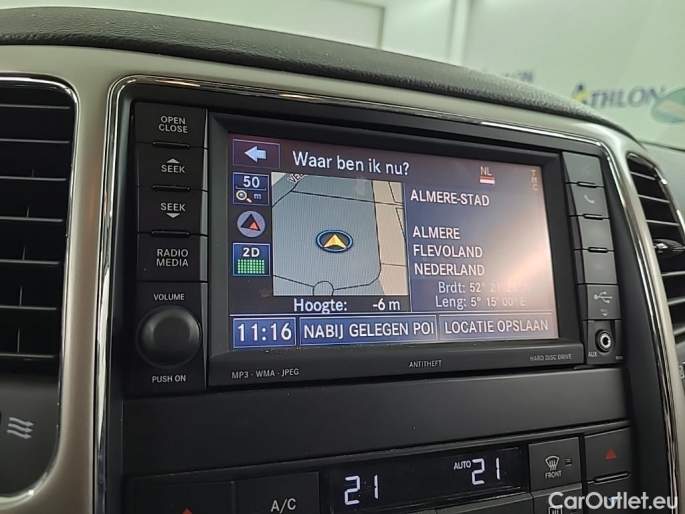 ATHLON
OPEN
CLOSE
SEEK
SEEK
RADIO
MEDIA
VOLUME
PUSH ON
Waar ben ik nu?
NL
50
m
2D
ALMERE-STAD
ALMERE
FLEVOLAND
NEDERLAND
Hoogte: -6 m
Brdt: 52°
Leng: 5° 15' 00" E
11:16 NABIJ GELEGEN POI LOCATIE OPSLAAN
MP3 - WMA - JPEG ANTITHEFT HARD DISC DRIVE
AUX
A/C
21 AUTO 21
FRONT
CarOutlet.eu